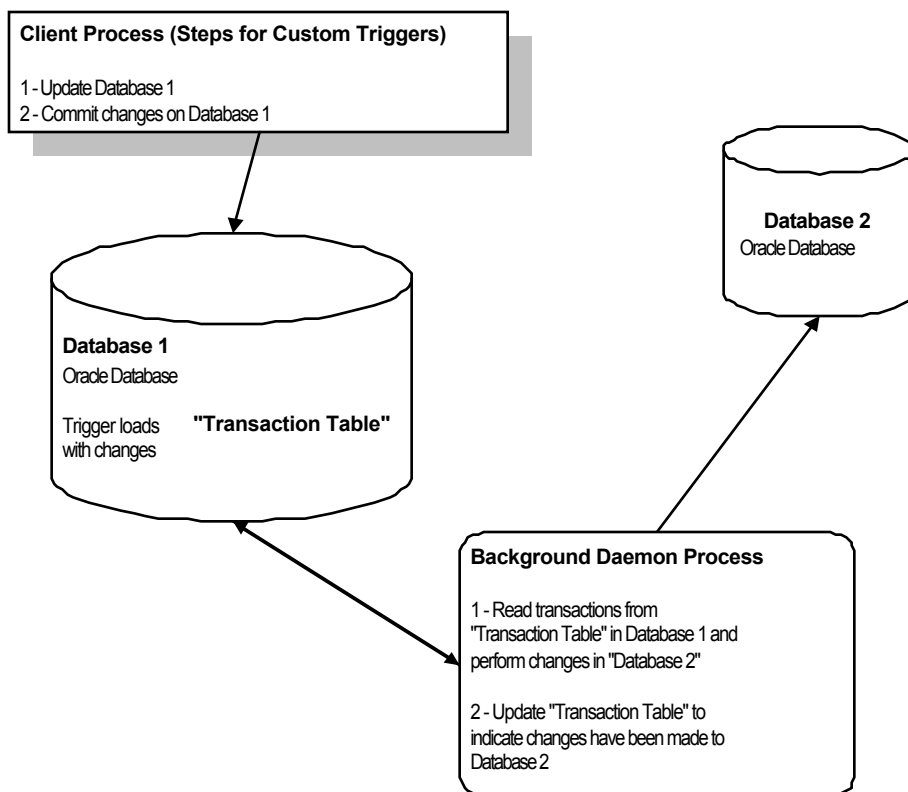 Client Process (Steps for Custom Triggers)
1 - Update Database 1
2 - Commit changes on Database 1
Database 2
Oracle Database
Database 1
Oracle Database
Trigger loads
with changes
"Transaction Table"
Background Daemon Process
1 - Read transactions from
"Transaction Table" in Database 1 and
perform changes in "Database 2"
2 - Update "Transaction Table" to
indicate changes have been made to
Database 2